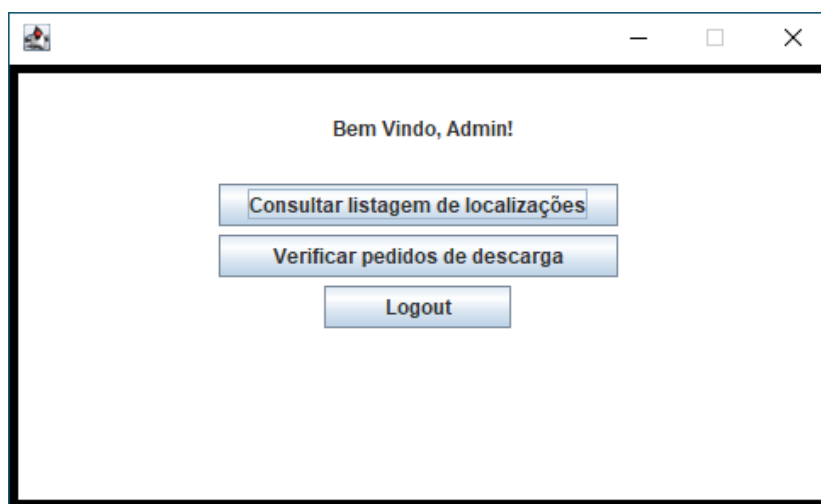 Bem Vindo, Admin!
Consultar listagem de localizações
Verificar pedidos de descarga
Logout